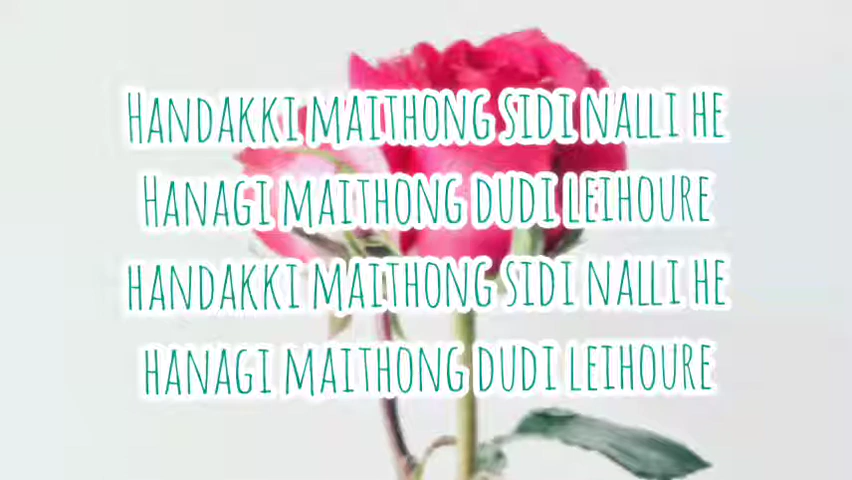 Handakki maithong sidi nalli he
Hanagi maithong dudi leihoure
handakki maithong sidi nalli he
hanagi maithong dudi leihoure